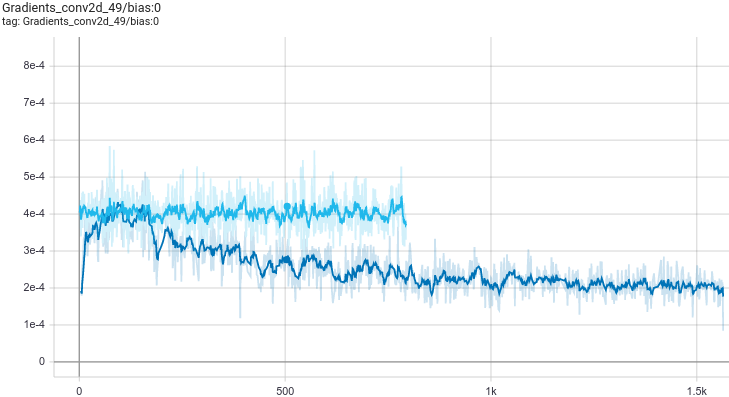 Gradients_conv2d_49/bias:0
tag: Gradients_conv2d_49/bias:0
8e-4
7e-4
6e-4
5e-4
4e-4
3e-4
2e-4
1e-4
0
0 500 1k 1.5k